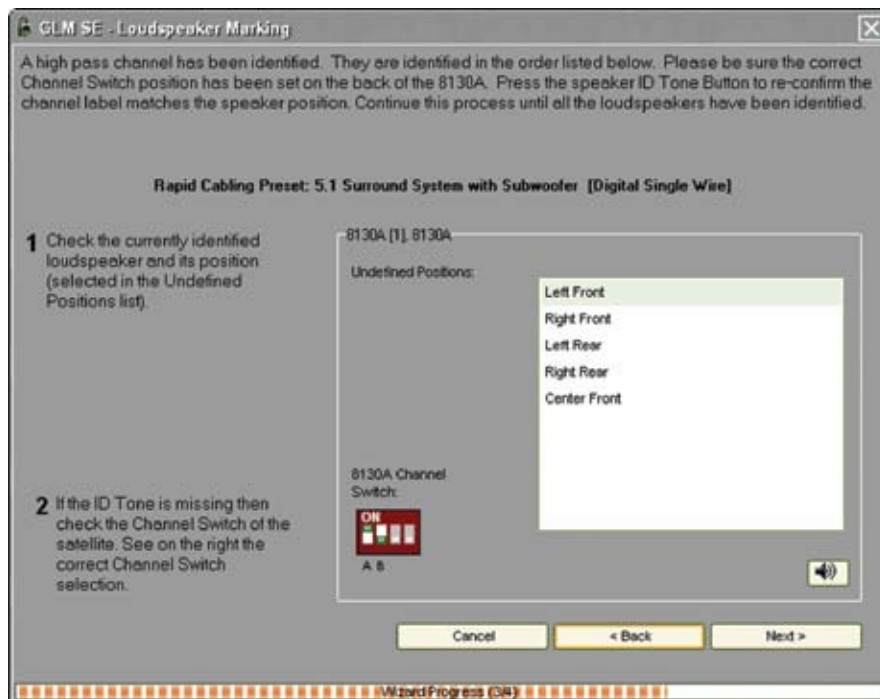 GLM SE - Loudspeaker Marking
A high pass channel has been identified. They are identified in the order listed below. Please be sure the correct
Channel Switch position has been set on the back of the 8130A. Press the speaker ID Tone Button to re-confirm the
channel label matches the speaker position. Continue this process until all the loudspeakers have been identified.
Rapid Cabling Preset: 5.1 Surround System with Subwoofer [Digital Single Wire]
1 Check the currently identified
loudspeaker and its position
(selected in the Undefined
Positions list).
8130A [1], 8130A
Undefined Positions:
Left Front
Right Front
Left Rear
Right Rear
Center Front
2 If the ID Tone is missing then
check the Channel Switch of the
satellite. See on the right the
correct Channel Switch
selection.
8130A Channel
Switch:
ON
A B
Cancel
< Back
Next >
Wizard Progress (3/4)